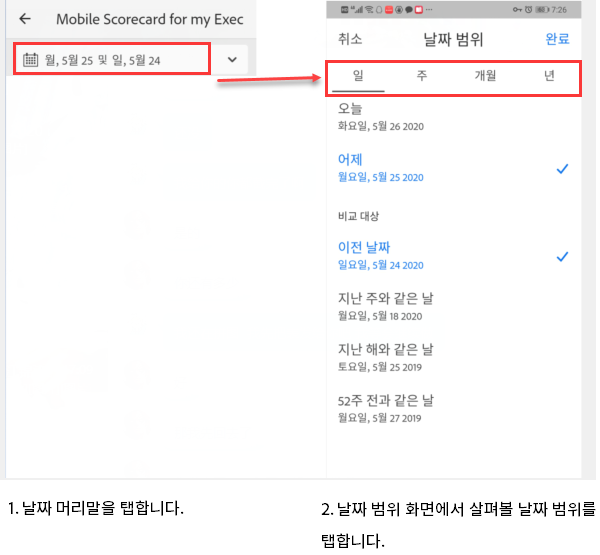 Mobile Scorecard for my Exec
월, 5월 25 및 일, 5월 24
7:26
취소 날짜 범위 완료
일 주 개월 년
오늘
화요일, 5월 26 2020
어제
월요일, 5월 25 2020
비교 대상
이전 날짜
일요일, 5월 24 2020
지난 주와 같은 날
월요일, 5월 18 2020
지난 해와 같은 날
토요일, 5월 25 2019
52주 전과 같은 날
월요일, 5월 27 2019
1. 날짜 머리말을 탭합니다.
2. 날짜 범위 화면에서 살펴볼 날짜 범위를
탭합니다.